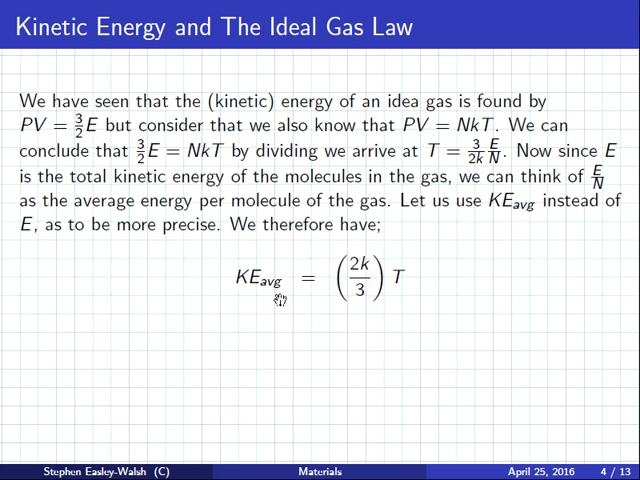 Kinetic Energy and The Ideal Gas Law
We have seen that the (kinetic) energy of an idea gas is found by
PV = 3/2 E but consider that we also know that PV = NkT. We can
conclude that 3/2 E = NkT by dividing we arrive at T = 3/2k E/N. Now since E
is the total kinetic energy of the molecules in the gas, we can think of E/N
as the average energy per molecule of the gas. Let us use KE_avg instead of
E, as to be more precise. We therefore have;
KE_avg = (2k/3) T
Stephen Easley-Walsh (C) Materials April 25, 2016 4 / 13